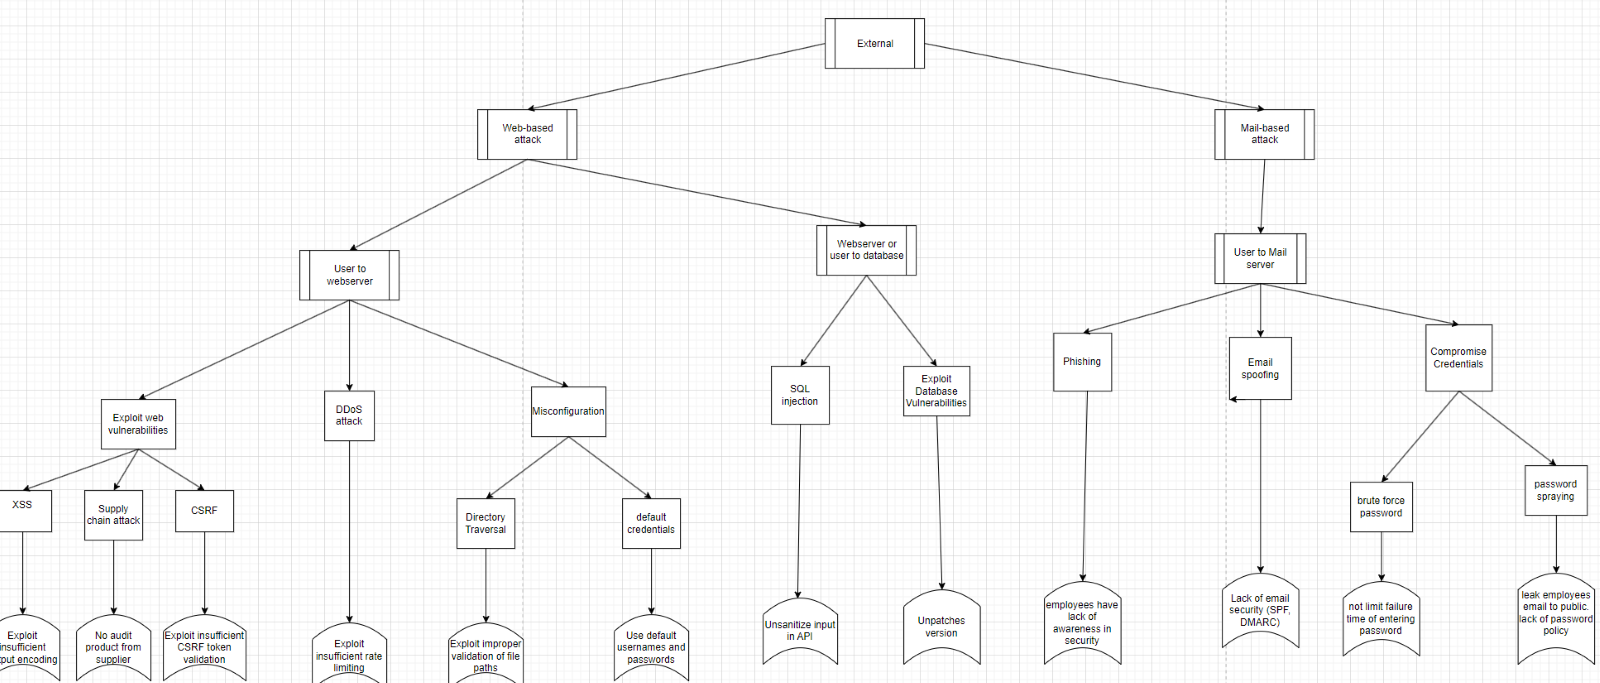 External
Web-based
attack
Mail-based
attack
User to
webserver
Webserver or
user to database
User to Mail
server
Exploit web
vulnerabilities
DDoS
attack
Misconfiguration
SQL
injection
Exploit
Database
Vulnerabilities
Phishing
Email
spoofing
Compromise
Credentials
XSS
Supply
chain attack
CSRF
Directory
Traversal
default
credentials
brute force
password
password
spraying
Exploit
insufficient
put encoding
No audit
product from
supplier
Exploit insufficient
CSRF token
validation
Exploit
insufficient rate
limiting
Exploit improper
validation of file
paths
Use default
usernames and
passwords
Unsanitize input
in API
Unpatches
version
employees have
lack of
awareness in
security
Lack of email
security (SPF,
DMARC)
not limit failure
time of entering
password
leak employees
email to public.
lack of password
policy